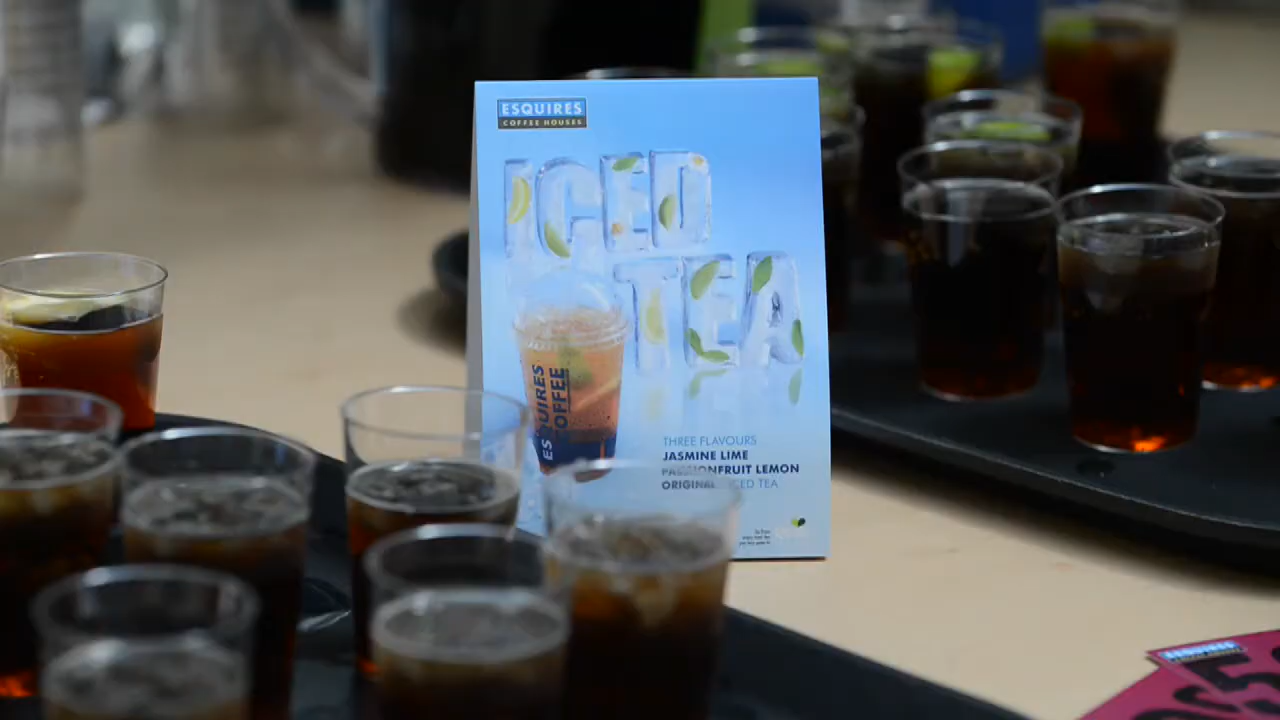 ESQUIRES
COFFEE HOUSES
ICED
TEA
ESQUIRES
COFFEE
THREE FLAVOURS
JASMINE LIME
PASSIONFRUIT LEMON
ORIGINAL ICED TEA
ESQUIRES